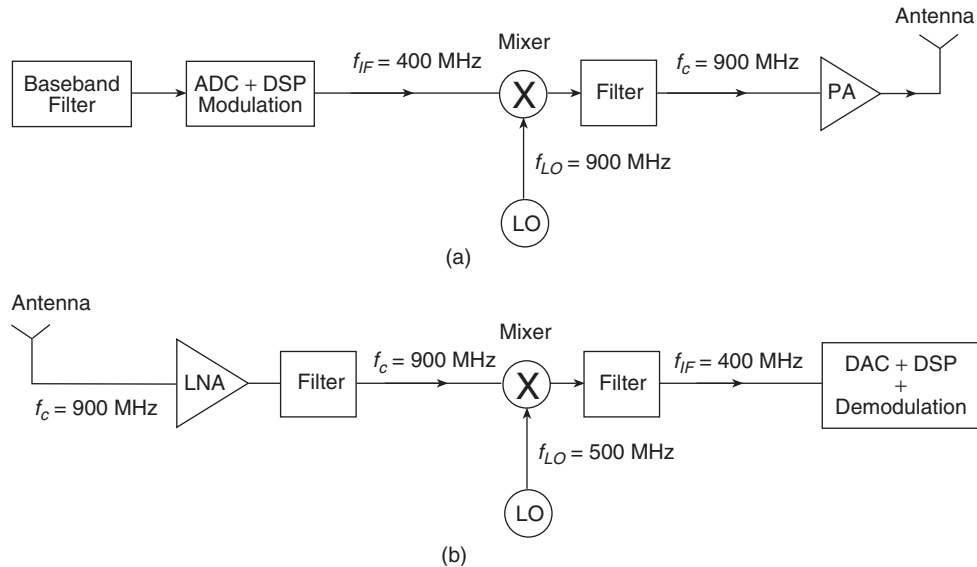 Antenna
Mixer
f_IF = 400 MHz
f_c = 900 MHz
Baseband
Filter
ADC + DSP
Modulation
X
Filter
PA
f_LO = 900 MHz
LO
(a)
Antenna
Mixer
f_c = 900 MHz
f_IF = 400 MHz
LNA
Filter
X
Filter
DAC + DSP
+
Demodulation
f_c = 900 MHz
f_LO = 500 MHz
LO
(b)